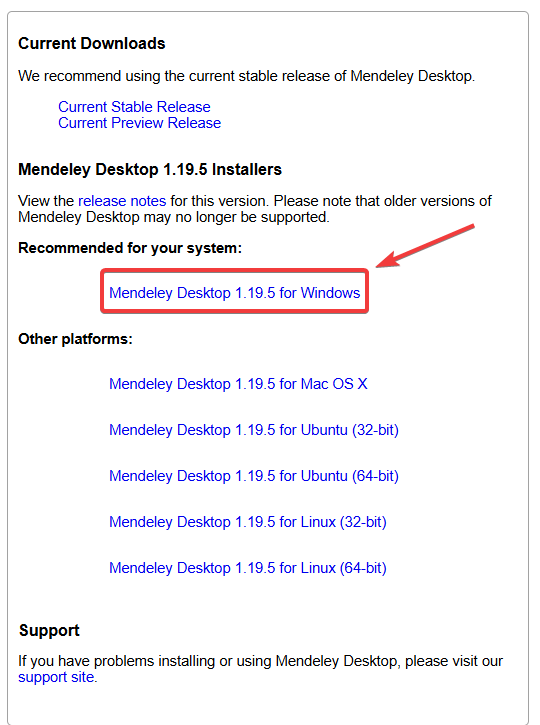 Current Downloads
We recommend using the current stable release of Mendeley Desktop.
Current Stable Release
Current Preview Release
Mendeley Desktop 1.19.5 Installers
View the release notes for this version. Please note that older versions of
Mendeley Desktop may no longer be supported.
Recommended for your system:
Mendeley Desktop 1.19.5 for Windows
Other platforms:
Mendeley Desktop 1.19.5 for Mac OS X
Mendeley Desktop 1.19.5 for Ubuntu (32-bit)
Mendeley Desktop 1.19.5 for Ubuntu (64-bit)
Mendeley Desktop 1.19.5 for Linux (32-bit)
Mendeley Desktop 1.19.5 for Linux (64-bit)
Support
If you have problems installing or using Mendeley Desktop, please visit our
support site.